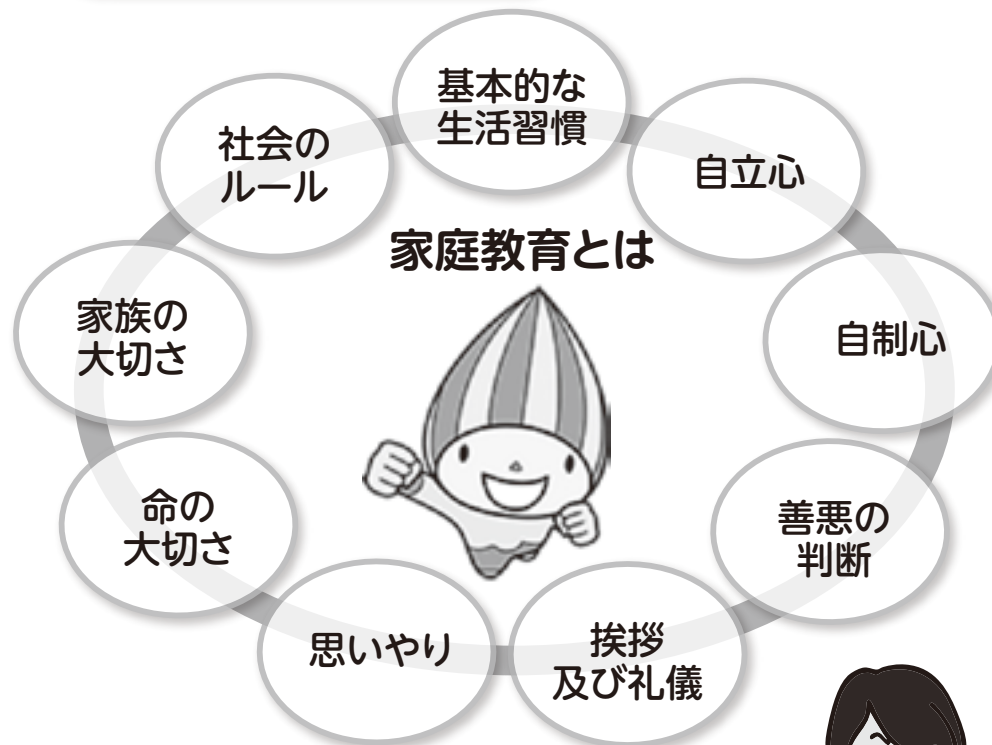 家庭教育とは
基本的な
生活習慣
自立心
自制心
善悪の
判断
挨拶
及び礼儀
思いやり
命の
大切さ
家族の
大切さ
社会の
ルール